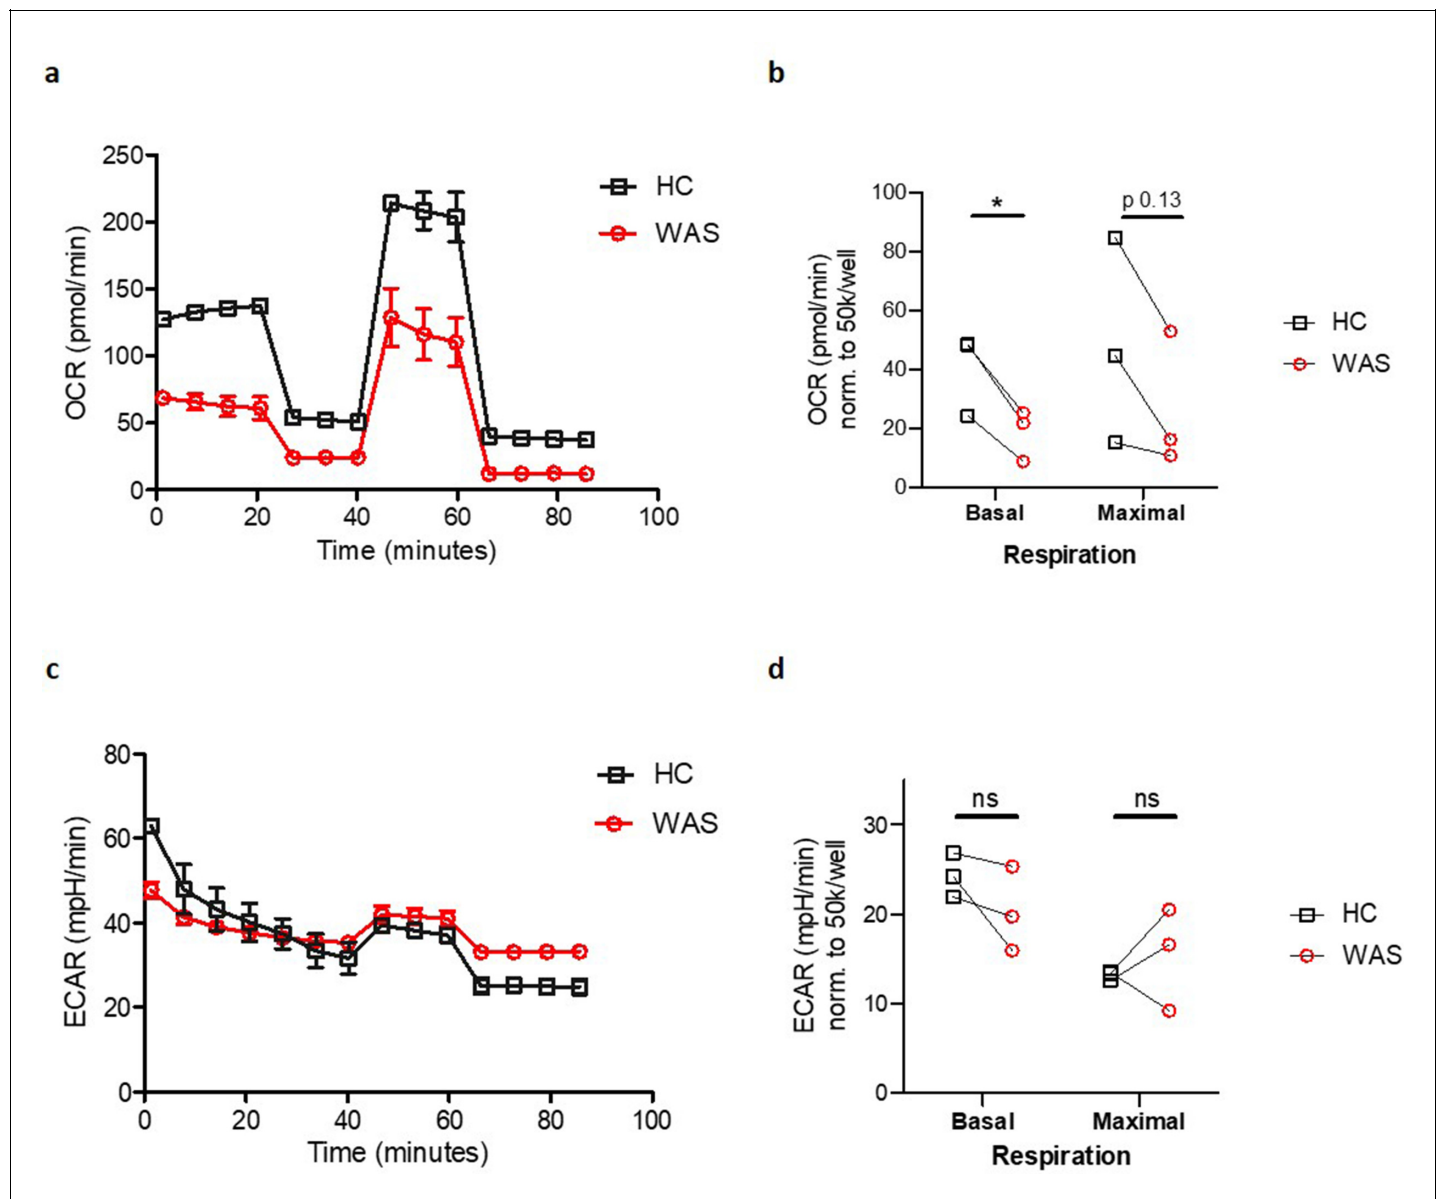 a
250
200
150
100
50
0
OCR (pmol/min)
0 20 40 60 80 100
Time (minutes)
HC
WAS
b
100
80
60
40
20
0
OCR (pmol/min)
norm. to 50k/well
*
p 0.13
Basal Maximal
Respiration
HC
WAS
c
80
60
40
20
0
ECAR (mpH/min)
0 20 40 60 80 100
Time (minutes)
HC
WAS
d
30
20
10
0
ECAR (mpH/min)
norm. to 50k/well
ns ns
Basal Maximal
Respiration
HC
WAS